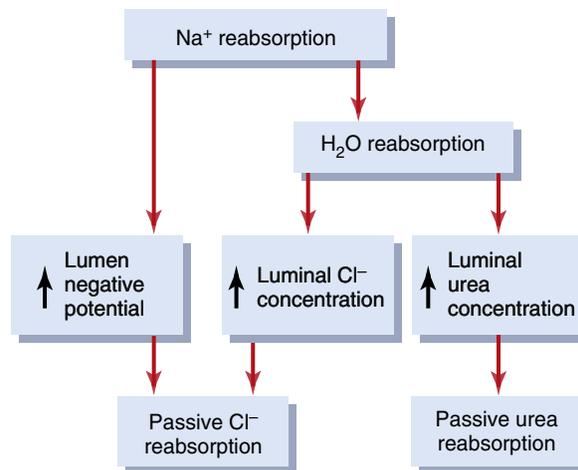 Na⁺ reabsorption
H₂O reabsorption
Lumen
negative
potential
Luminal Cl⁻
concentration
Luminal
urea
concentration
Passive Cl⁻
reabsorption
Passive urea
reabsorption